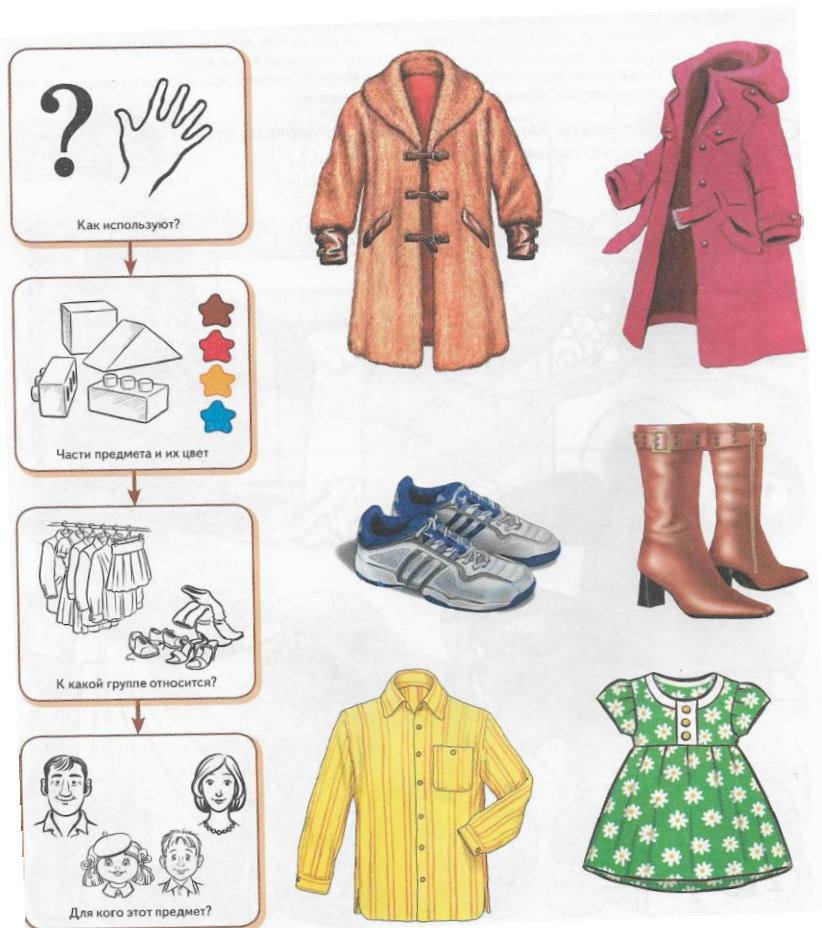 ?
Как используют?
Части предмета и их цвет
К какой группе относится?
Для кого этот предмет?